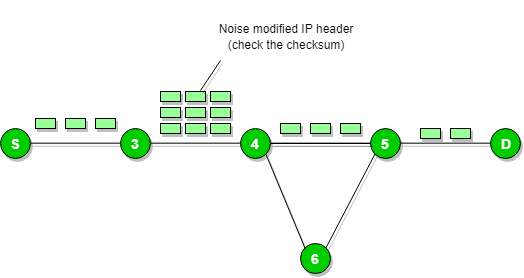 Noise modified IP header
(check the checksum)
S
3
4
5
D
6